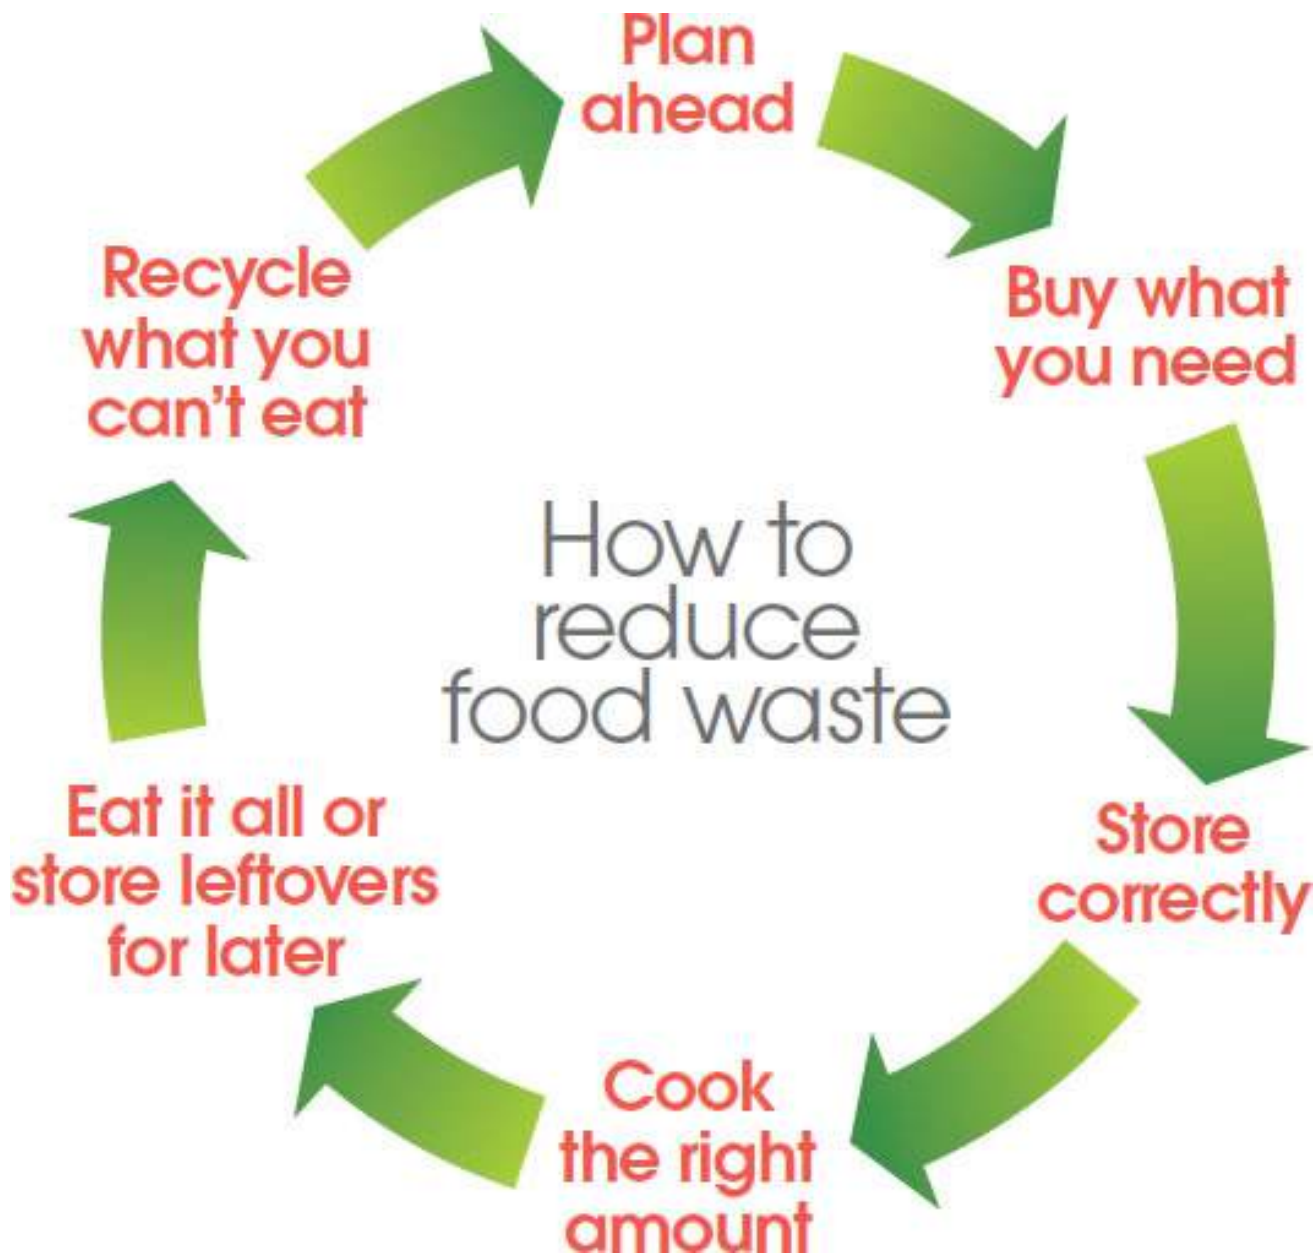 Plan
ahead
Buy what
you need
Store
correctly
Cook
the right
amount
Eat it all or
store leftovers
for later
Recycle
what you
can't eat
How to
reduce
food waste